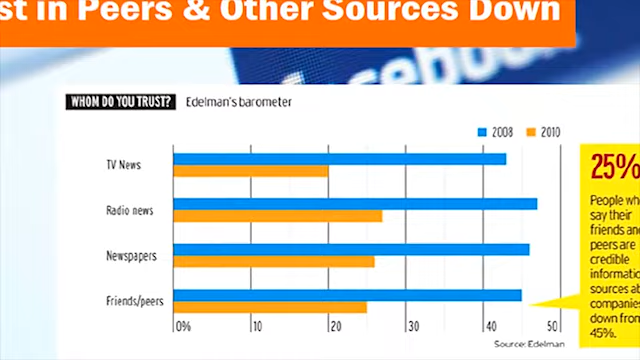 st in Peers & Other Sources Down
facebook
WHOM DO YOU TRUST? Edelman's barometer
2008 2010
TV News
Radio news
Newspapers
Friends/peers
0% 10 20 30 40 50
Source: Edelman
25%
People wh
say their
friends an
peers are
credible
informatio
sources ab
companies
down from
45%.